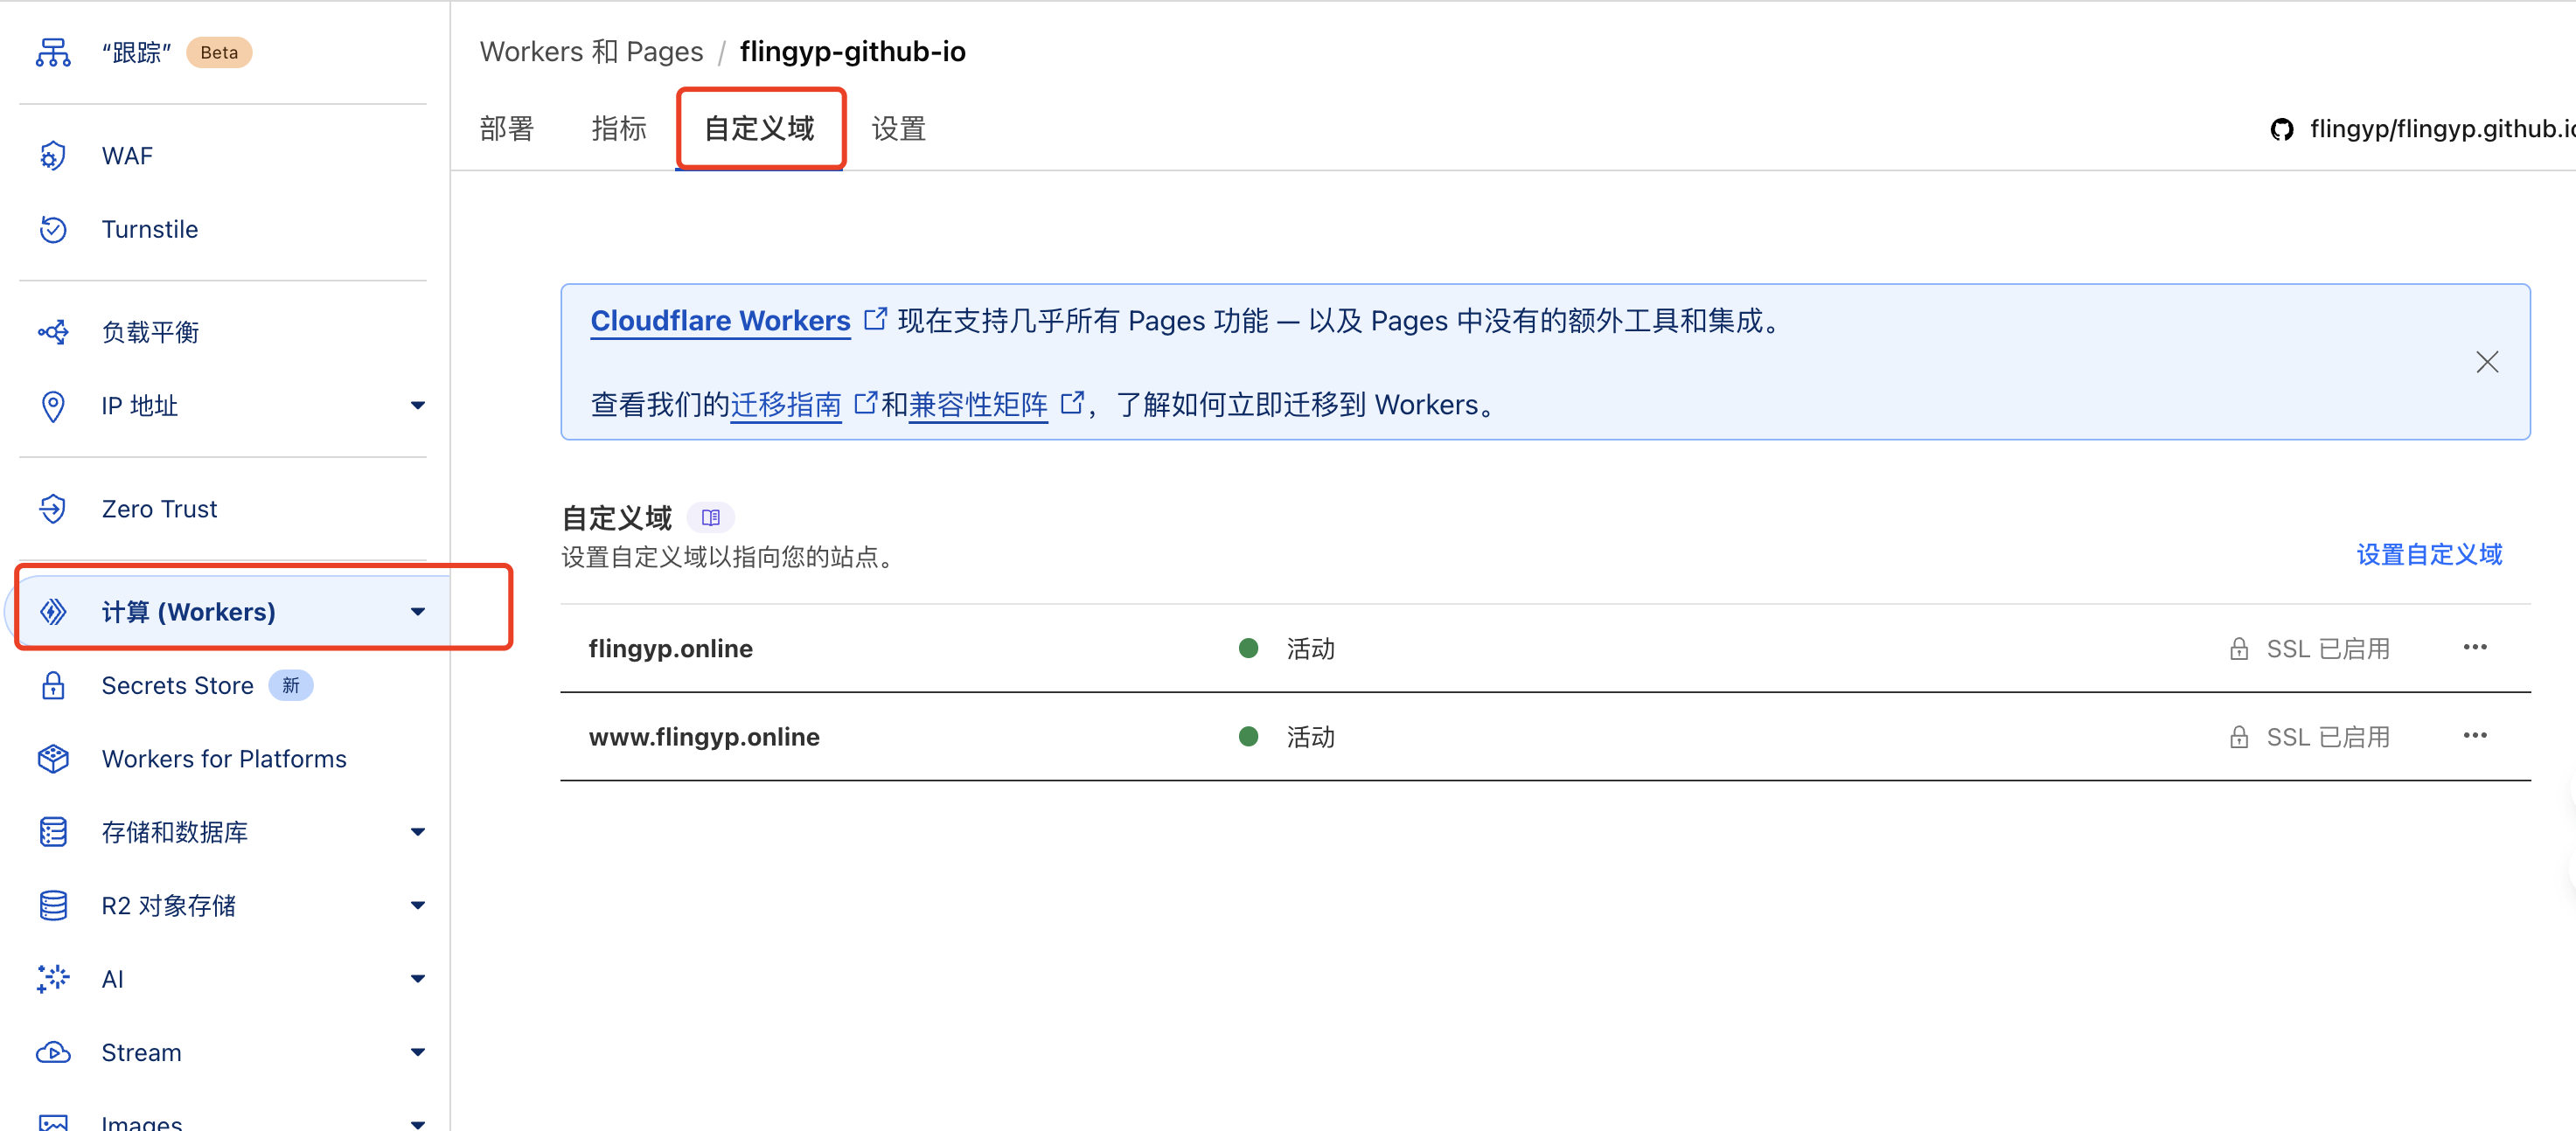 “跟踪” Beta
WAF
Turnstile
负载平衡
IP 地址
Zero Trust
计算 (Workers)
Secrets Store 新
Workers for Platforms
存储和数据库
R2 对象存储
AI
Stream
Images
Workers 和 Pages / flingyp-github-io
部署 指标 自定义域 设置
flingyp/flingyp.github.io
Cloudflare Workers 现在支持几乎所有 Pages 功能 — 以及 Pages 中没有的额外工具和集成。
查看我们的迁移指南和兼容性矩阵，了解如何立即迁移到 Workers。
自定义域
设置自定义域以指向您的站点。
设置自定义域
flingyp.online 活动 SSL 已启用
www.flingyp.online 活动 SSL 已启用